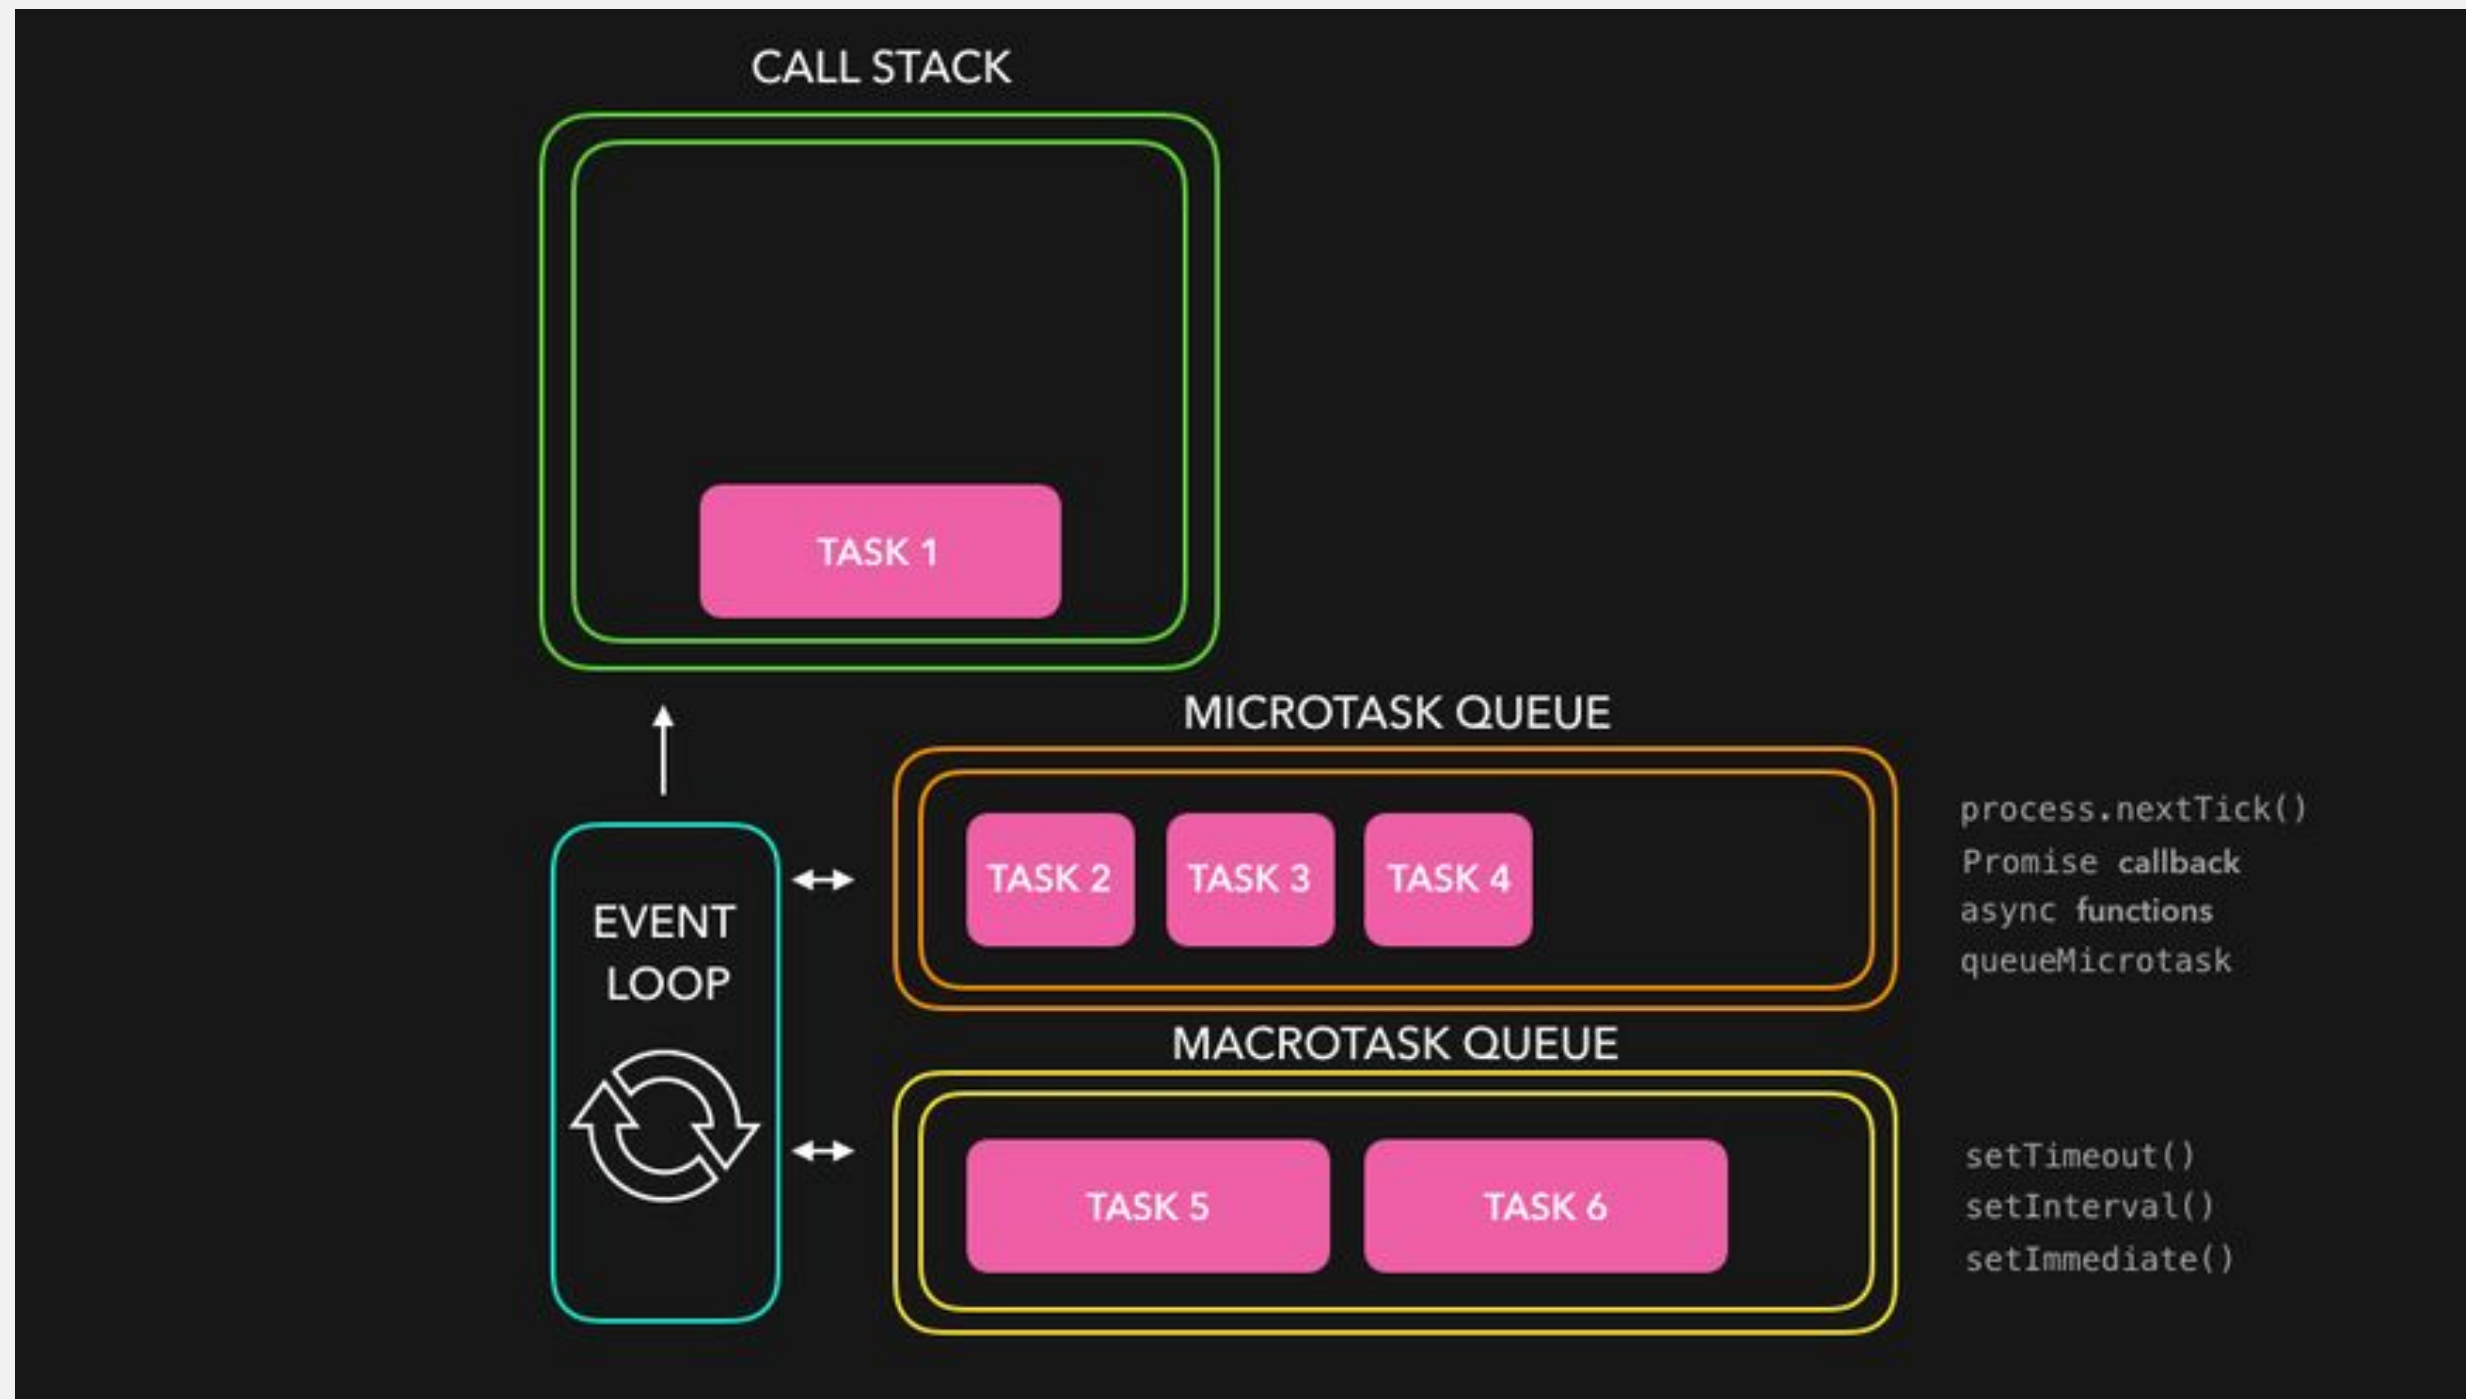 CALL STACK
TASK 1
MICROTASK QUEUE
TASK 2
TASK 3
TASK 4
process.nextTick()
Promise callback
async functions
queueMicrotask
EVENT
LOOP
MACROTASK QUEUE
TASK 5
TASK 6
setTimeout()
setInterval()
setImmediate()